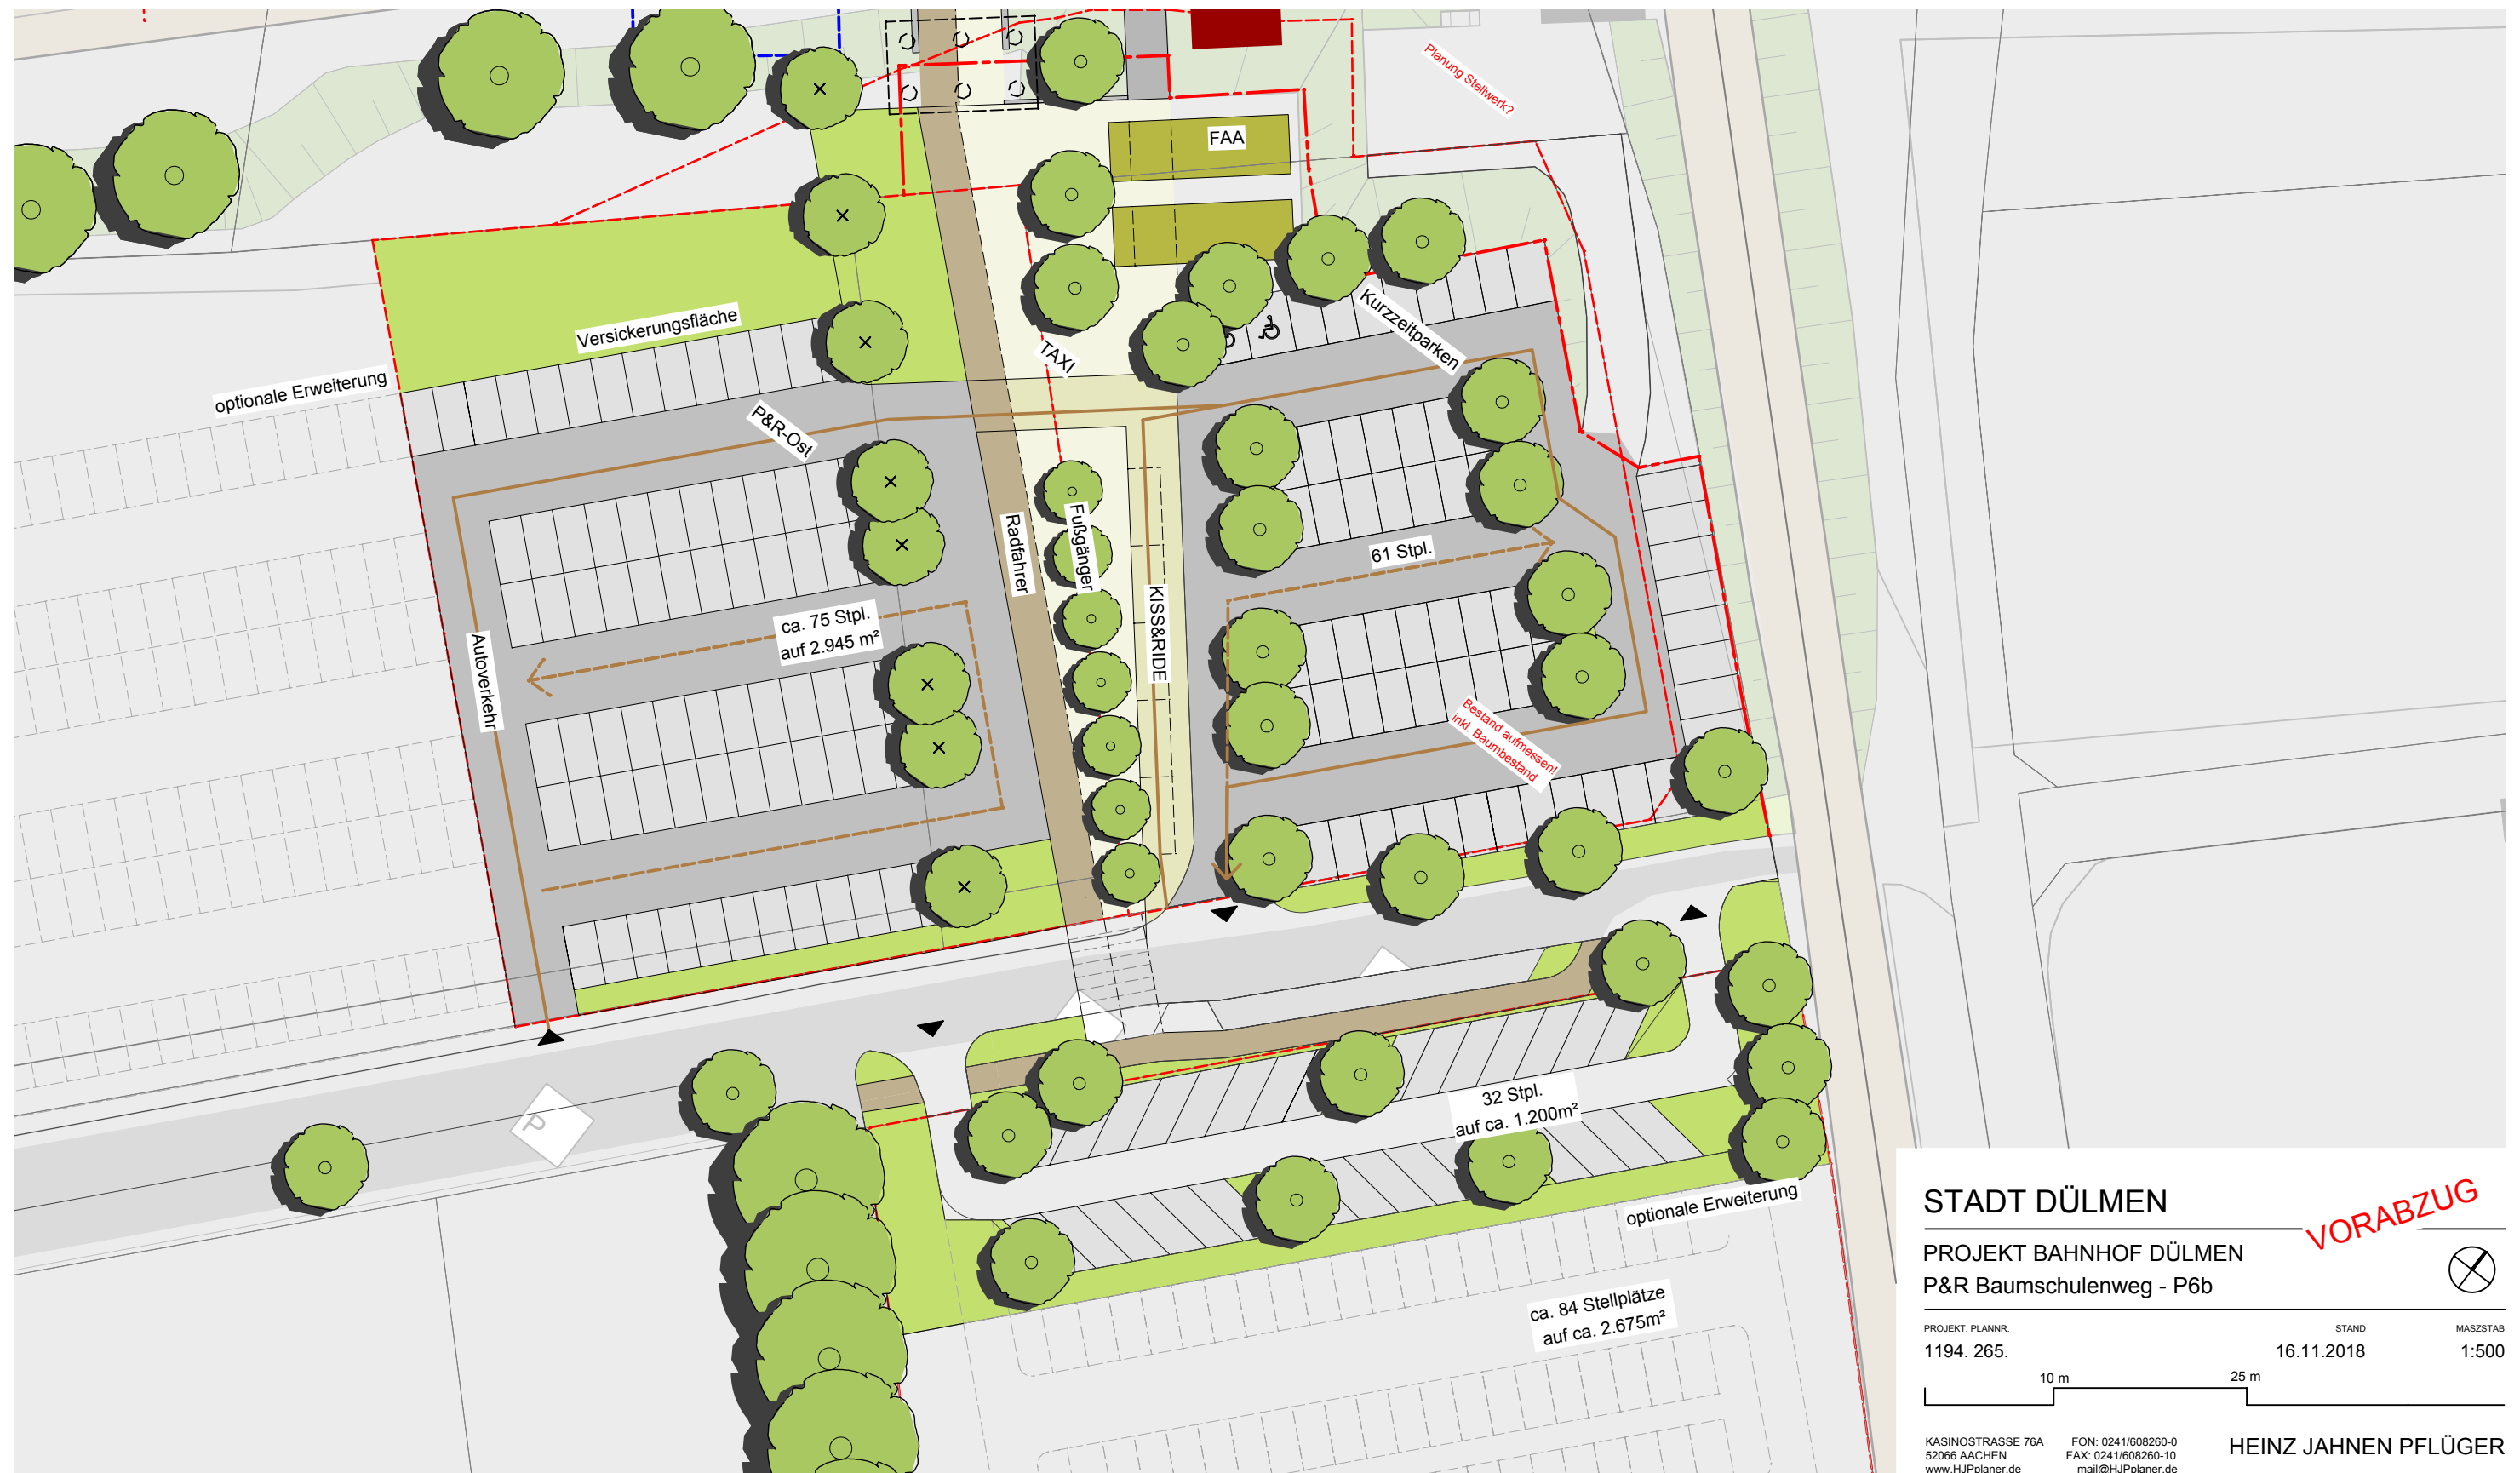 Planung Stellwerk?
FAA
Versickerungsfläche
optionale Erweiterung
Kurzzeitparken
TAXI
P&R-Ost
Radfahrer
Fußgänger
KISS&RIDE
61 Stpl.
ca. 75 Stpl.
auf 2.945 m²
Autoverkehr
Bestand aufmessen!
inkl. Baumbestand
P
32 Stpl.
auf ca. 1.200m²
optionale Erweiterung
ca. 84 Stellplätze
auf ca. 2.675m²
STADT DÜLMEN
VORABZUG
PROJEKT BAHNHOF DÜLMEN
P&R Baumschulenweg - P6b
PROJEKT. PLANNR. STAND MASZSTAB
1194. 265. 16.11.2018 1:500
10 m 25 m
KASINOSTRASSE 76A FON: 0241/608260-0
52066 AACHEN FAX: 0241/608260-10
www.HJPplaner.de mail@HJPplaner.de
HEINZ JAHNEN PFLÜGER